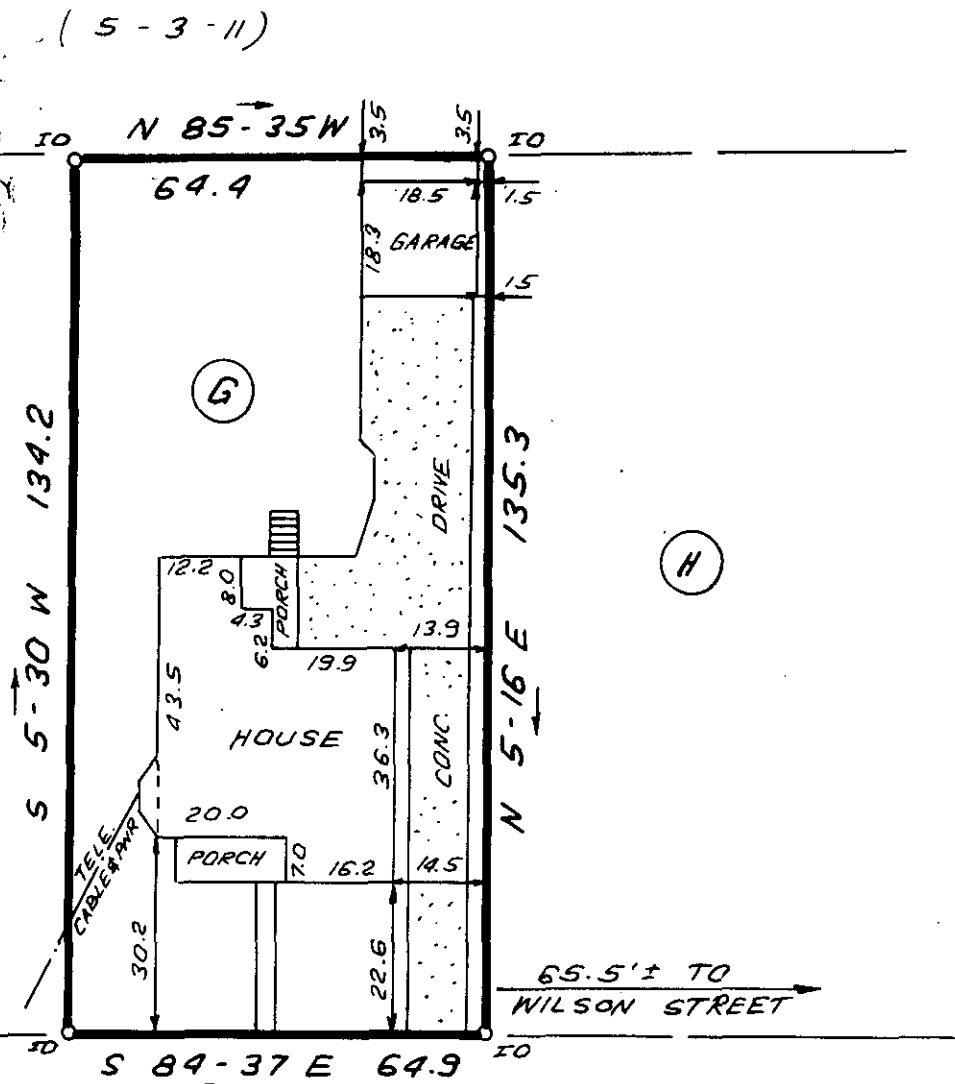 ( 5 - 3 - 11)
N 85-35 W
IO
IO
3.5
3.5
64.4
18.5
1.5
GARAGE
18.3
1.5
G
S 5-30 W 134.2
N 5-16 E 135.3
DRIVE
H
12.2
8.0
PORCH
4.3
6.2
13.9
19.9
43.5
HOUSE
36.3
CONC.
20.0
PORCH
7.0
16.2
14.5
TELE.
CABLE & PWR
30.2
22.6
65.5'± TO
WILSON STREET
IO
IO
S 84-37 E 64.9